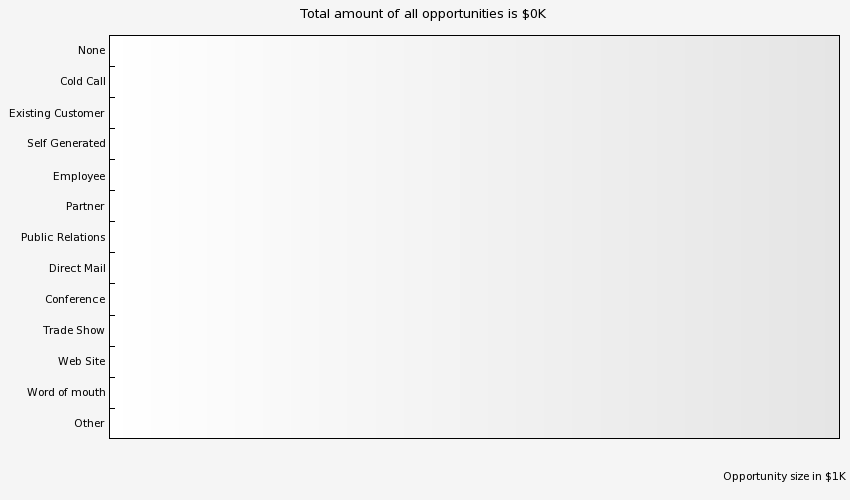 Total amount of all opportunities is $0K
None
Cold Call
Existing Customer
Self Generated
Employee
Partner
Public Relations
Direct Mail
Conference
Trade Show
Web Site
Word of mouth
Other
Opportunity size in $1K